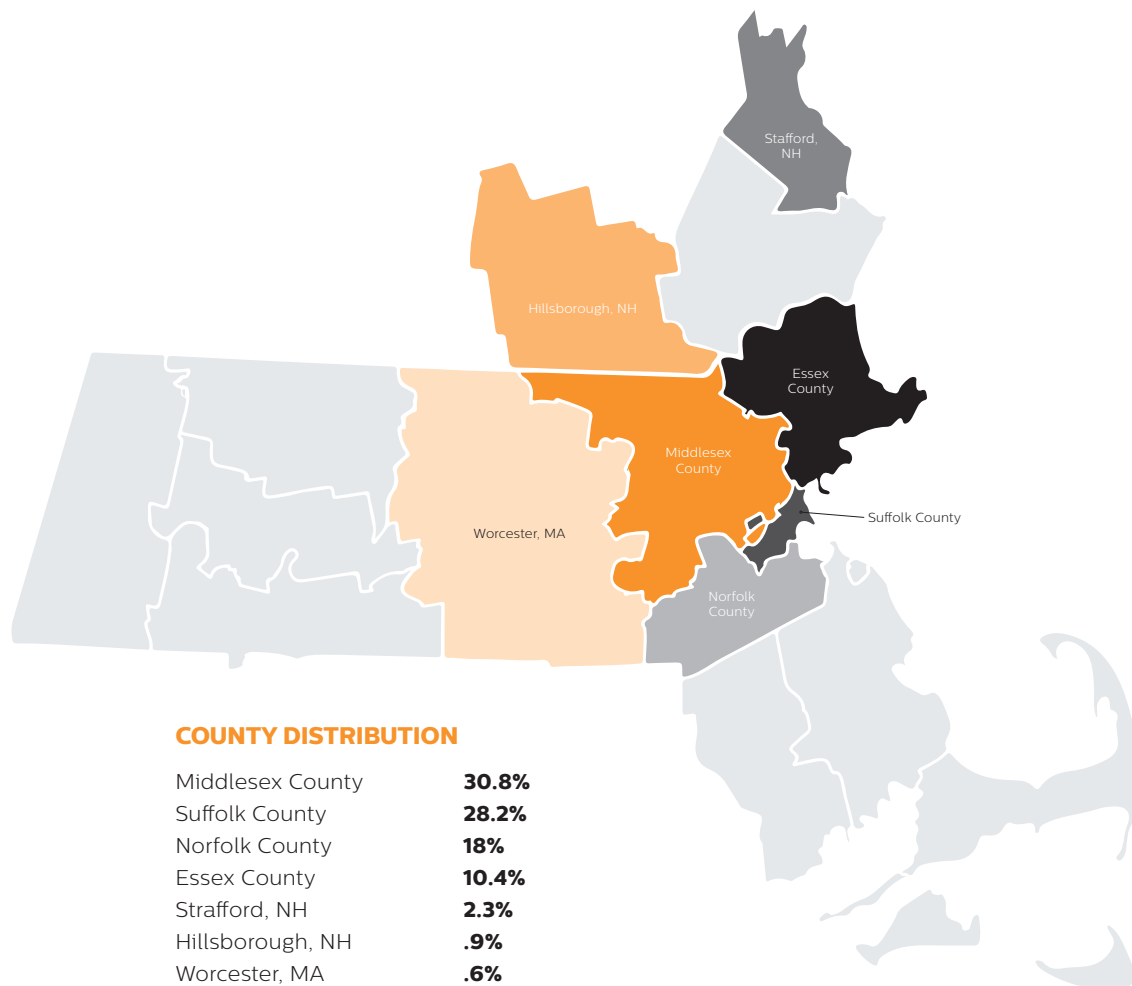 Stafford,
NH
Hillsborough, NH
Essex
County
Middlesex
County
Suffolk County
Worcester, MA
Norfolk
County
COUNTY DISTRIBUTION
Middlesex County 30.8%
Suffolk County 28.2%
Norfolk County 18%
Essex County 10.4%
Strafford, NH 2.3%
Hillsborough, NH .9%
Worcester, MA .6%